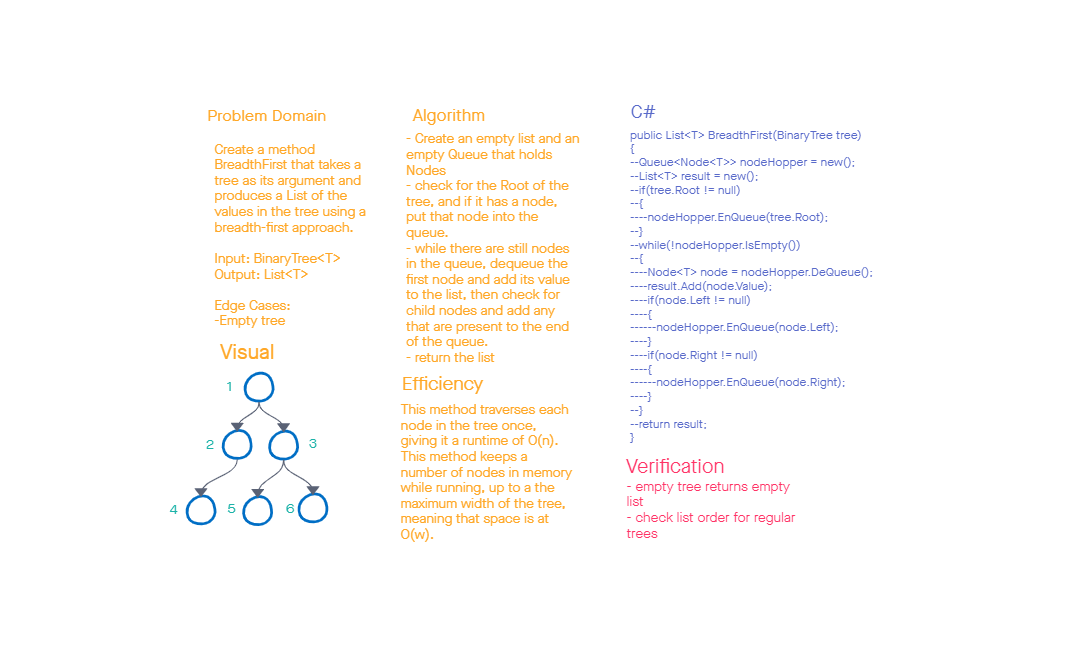 Problem Domain
Create a method
BreadthFirst that takes a
tree as its argument and
produces a List of the
values in the tree using a
breadth-first approach.
Input: BinaryTree<T>
Output: List<T>
Edge Cases:
-Empty tree
Visual
1
2
3
4
5
6
Algorithm
- Create an empty list and an
empty Queue that holds
Nodes
- check for the Root of the
tree, and if it has a node,
put that node into the
queue.
- while there are still nodes
in the queue, dequeue the
first node and add its value
to the list, then check for
child nodes and add any
that are present to the end
of the queue.
- return the list
Efficiency
This method traverses each
node in the tree once,
giving it a runtime of O(n).
This method keeps a
number of nodes in memory
while running, up to a the
maximum width of the tree,
meaning that space is at
O(w).
C#
public List<T> BreadthFirst(BinaryTree tree)
{
--Queue<Node<T>> nodeHopper = new();
--List<T> result = new();
--if(tree.Root != null)
--{
----nodeHopper.EnQueue(tree.Root);
--}
--while(!nodeHopper.IsEmpty())
--{
----Node<T> node = nodeHopper.DeQueue();
----result.Add(node.Value);
----if(node.Left != null)
----{
------nodeHopper.EnQueue(node.Left);
----}
----if(node.Right != null)
----{
------nodeHopper.EnQueue(node.Right);
----}
--}
--return result;
}
Verification
- empty tree returns empty
list
- check list order for regular
trees